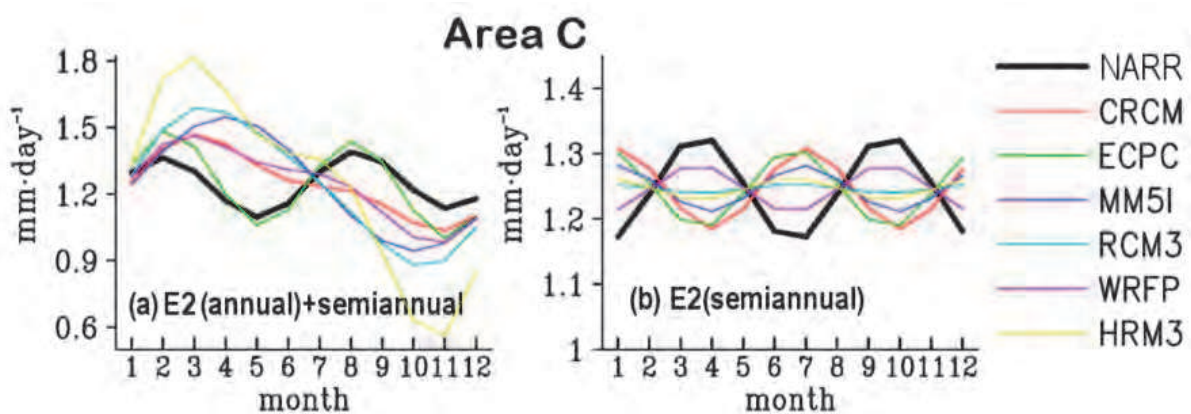 Area C
mm·day⁻¹
1.8
1.5
1.2
0.9
0.6
(a) E2 (annual)+semiannual
1 2 3 4 5 6 7 8 9 10 11 12
month
mm·day⁻¹
1.4
1.3
1.2
1.1
1
(b) E2(semiannual)
1 2 3 4 5 6 7 8 9 10 11 12
month
NARR
CRCM
ECPC
MM5I
RCM3
WRFP
HRM3